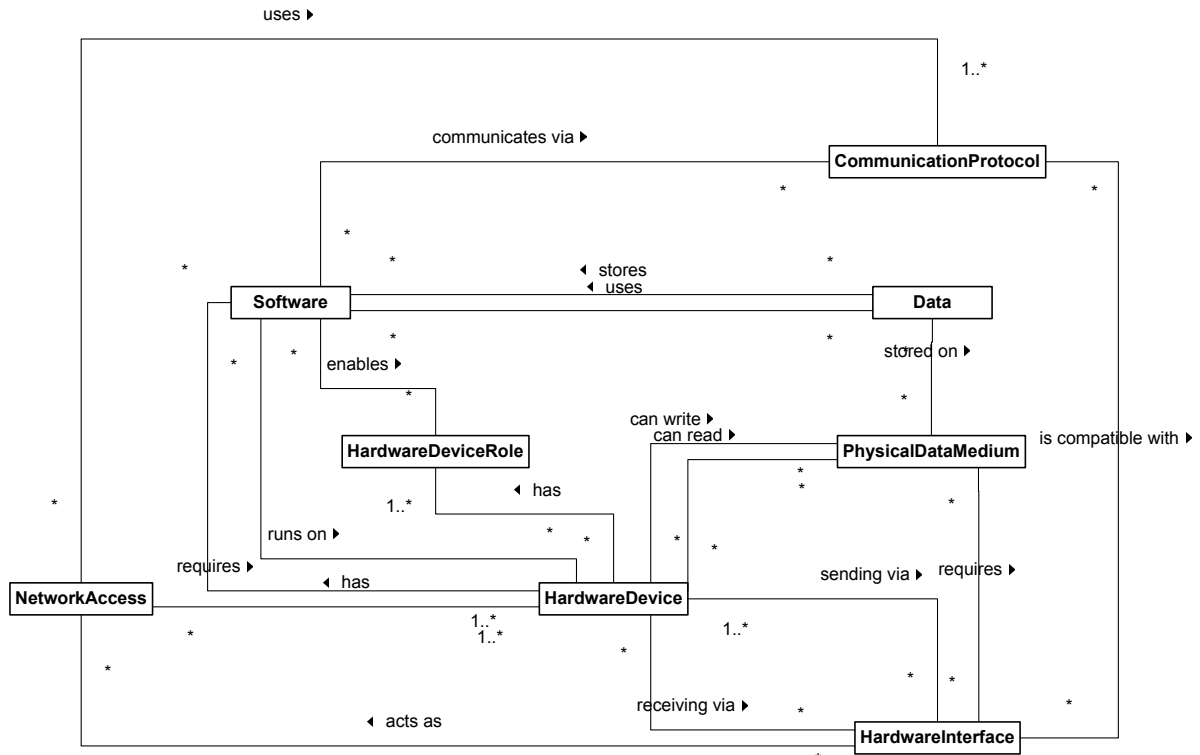 uses ▶
1..*
communicates via ▶
CommunicationProtocol
* *
*
* * *
*
◀ stores
◀ uses
Software
Data
* *
* *
stored on ▶
*
enables ▶
* *
can write ▶
can read ▶
HardwareDeviceRole
PhysicalDataMedium
is compatible with ▶
*
*
◀ has
* 1..* *
* * * *
runs on ▶
requires ▶
◀ has
sending via ▶
requires ▶
NetworkAccess
HardwareDevice
1..*
* 1..* 1..*
* *
* *
receiving via ▶
* *
◀ acts as
HardwareInterface
*